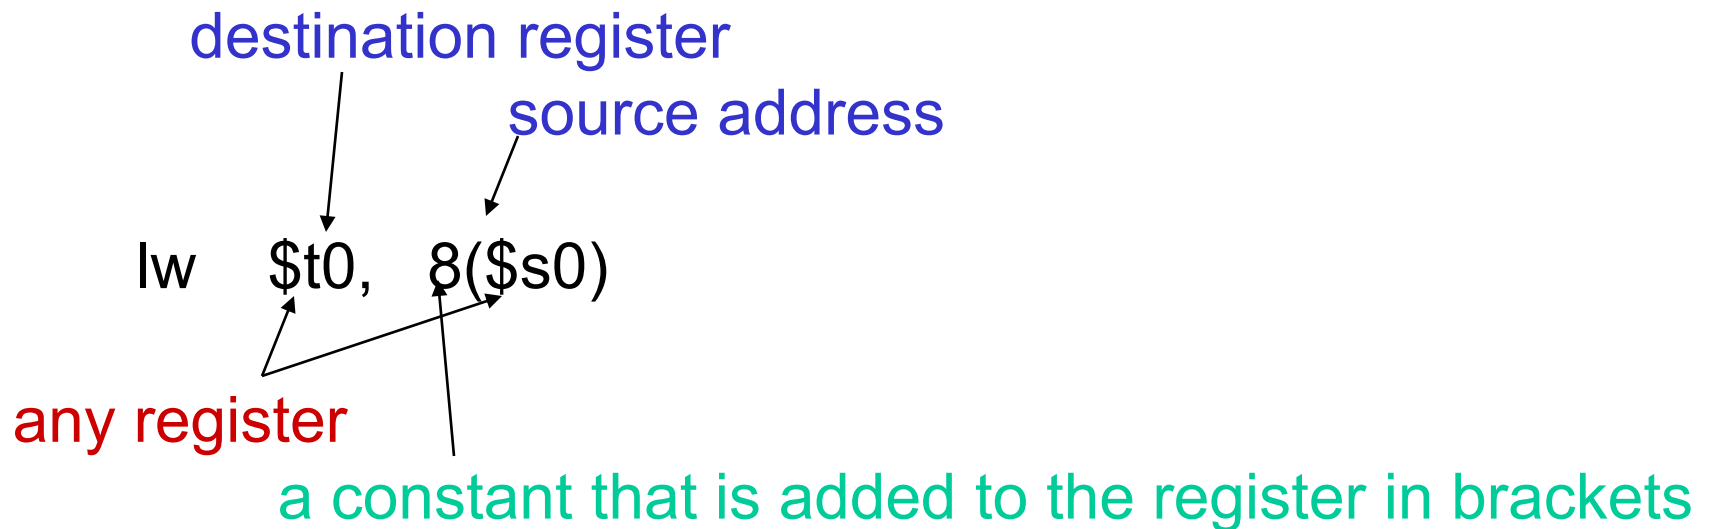 destination register
source address
lw $t0, 8($s0)
any register
a constant that is added to the register in brackets